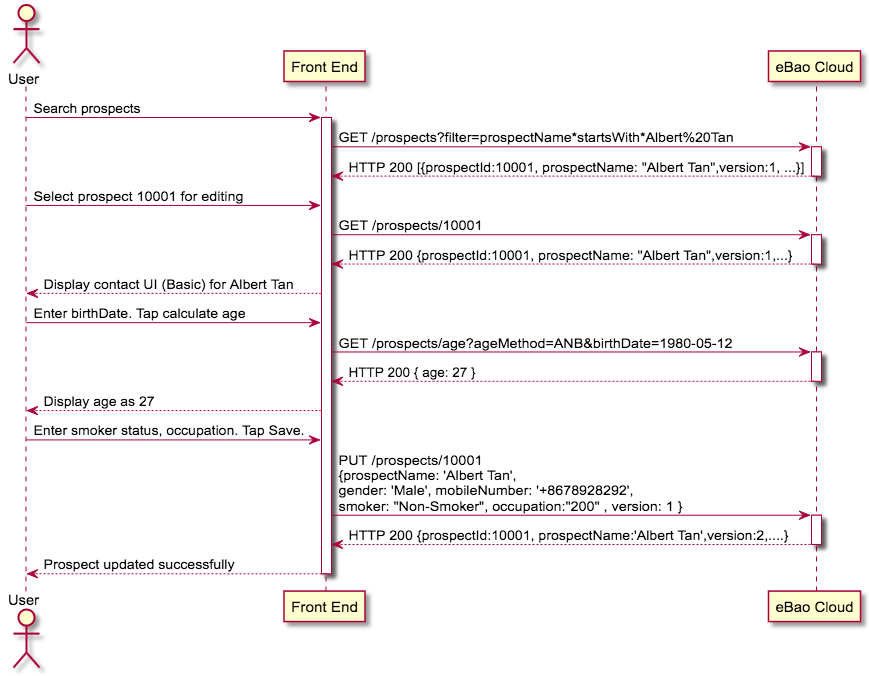 User
Front End
eBao Cloud
Search prospects
GET /prospects?filter=prospectName*startsWith*Albert%20Tan
HTTP 200 [{prospectId:10001, prospectName: "Albert Tan",version:1, ...}]
Select prospect 10001 for editing
GET /prospects/10001
HTTP 200 {prospectId:10001, prospectName: "Albert Tan",version:1,...}
Display contact UI (Basic) for Albert Tan
Enter birthDate. Tap calculate age
GET /prospects/age?ageMethod=ANB&birthDate=1980-05-12
HTTP 200 { age: 27 }
Display age as 27
Enter smoker status, occupation. Tap Save.
PUT /prospects/10001
{prospectName: 'Albert Tan',
gender: 'Male', mobileNumber: '+8678928292',
smoker: "Non-Smoker", occupation:"200" , version: 1 }
HTTP 200 {prospectId:10001, prospectName:'Albert Tan',version:2,....}
Prospect updated successfully
User
Front End
eBao Cloud